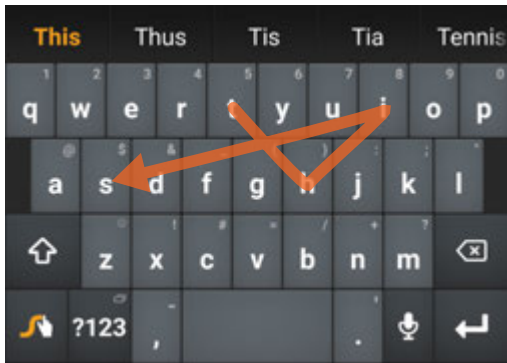 This Thus Tis Tia Tennis
1 2 3 4 5 6 7 8 9 0
q w e r t y u i o p
@ $ & ) : ; "
a s d f g h j k l
! # = / + ?
z x c v b n m
?123 , .